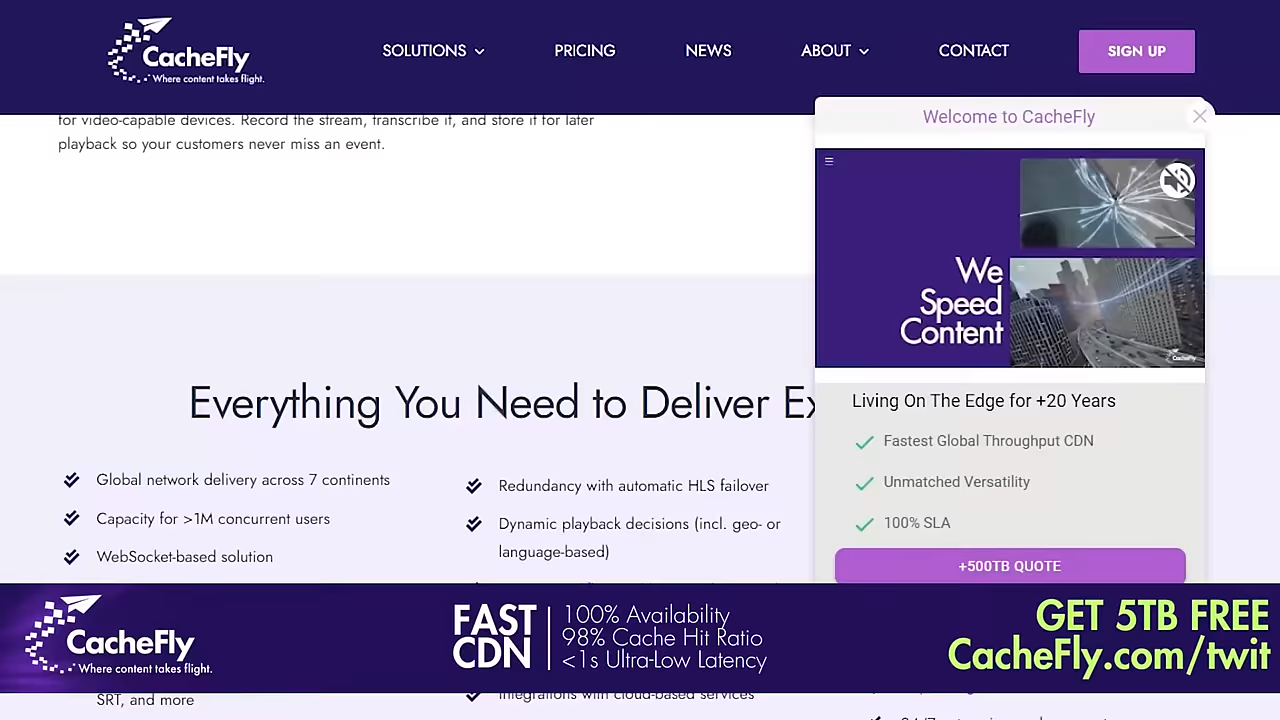 CacheFly
Where content takes flight.
SOLUTIONS
PRICING
NEWS
ABOUT
CONTACT
SIGN UP
for video-capable devices. Record the stream, transcribe it, and store it for later
playback so your customers never miss an event.
Welcome to CacheFly
We
Speed
Content
CacheFly
Living On The Edge for +20 Years
Fastest Global Throughput CDN
Unmatched Versatility
100% SLA
+500TB QUOTE
Everything You Need to Deliver Ex
Global network delivery across 7 continents
Capacity for >1M concurrent users
WebSocket-based solution
Redundancy with automatic HLS failover
Dynamic playback decisions (incl. geo- or
language-based)
CacheFly
Where content takes flight.
FAST
CDN
100% Availability
98% Cache Hit Ratio
<1s Ultra-Low Latency
GET 5TB FREE
CacheFly.com/twit
SRT, and more
Integrations with cloud-based services